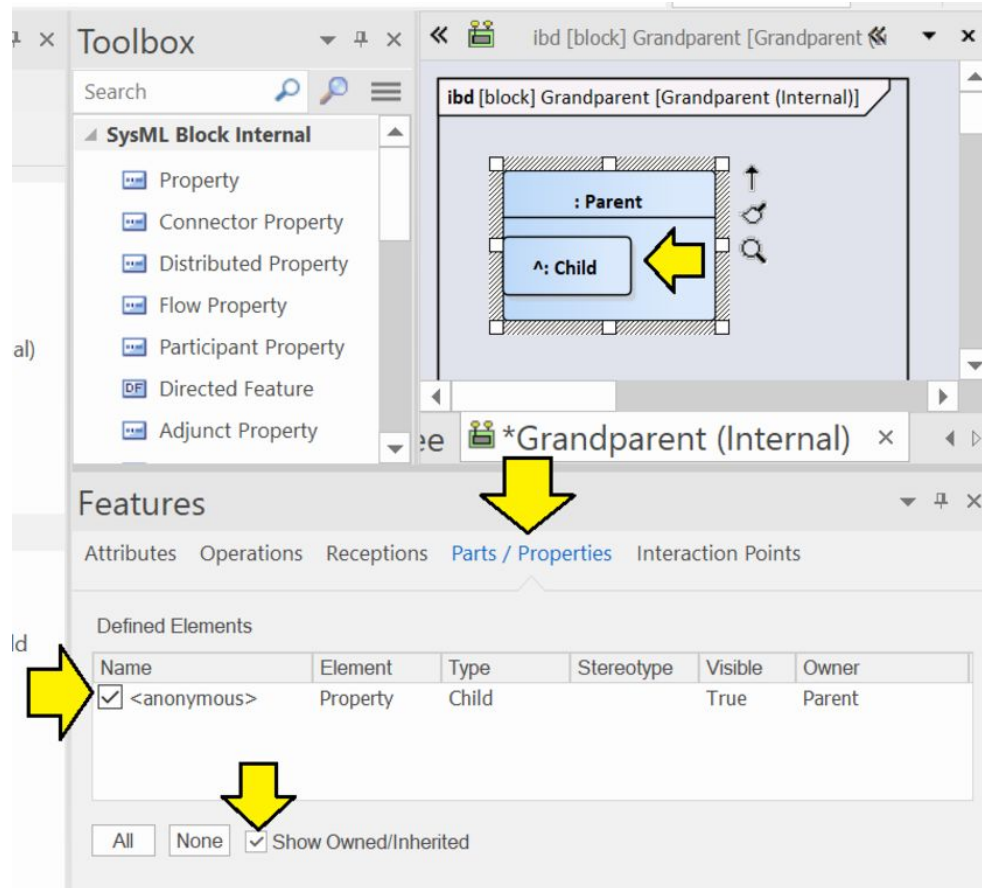 Toolbox
Search
SysML Block Internal
Property
Connector Property
Distributed Property
Flow Property
Participant Property
DF Directed Feature
Adjunct Property
al)
ld
ibd [block] Grandparent [Grandparent (
ibd [block] Grandparent [Grandparent (Internal)]
: Parent
^: Child
ee
*Grandparent (Internal)
Features
Attributes Operations Receptions Parts / Properties Interaction Points
Defined Elements
Name Element Type Stereotype Visible Owner
<anonymous> Property Child True Parent
All None Show Owned/Inherited